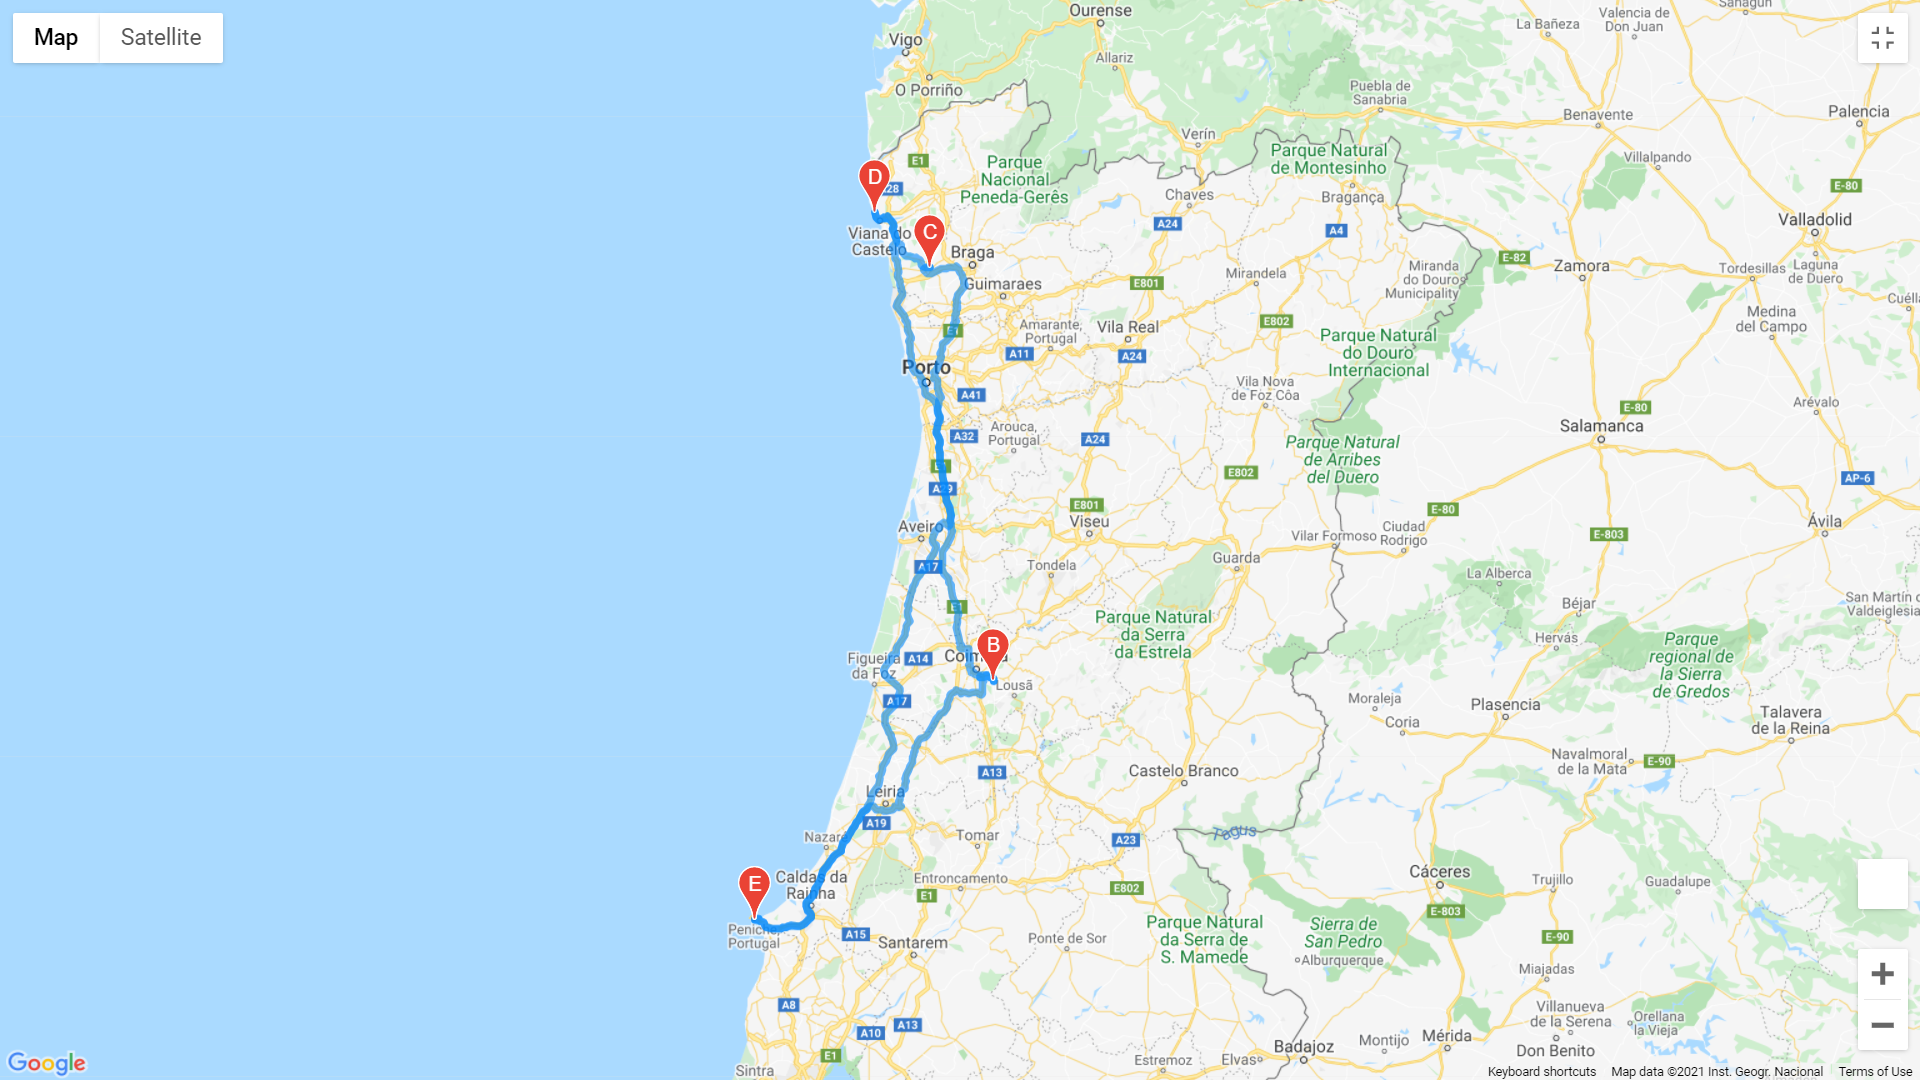 Map
Satellite
Ourense
La Bañeza
Valencia de
Don Juan
Sahagún
Vigo
Allariz
O Porriño
Puebla de
Sanabria
Benavente
Palencia
Verín
E1
Parque
Nacional
Peneda-Gerês
Parque Natural
de Montesinho
Villalpando
D
A28
Chaves
Bragança
E-80
Valladolid
A24
A4
Viana do
Castelo
C
Braga
E-82
Zamora
Tordesillas
Laguna
de Duero
Mirandela
Miranda
do Douro
Municipality
Guimaraes
E801
E802
Medina
del Campo
E1
Amarante,
Portugal
Vila Real
Parque Natural
do Douro
Internacional
A11
A24
Porto
A41
Vila Nova
de Foz Côa
E-80
Arévalo
Arouca,
Portugal
A32
A24
Salamanca
Parque Natural
de Arribes
del Duero
E802
AP-6
A29
E801
E-80
Aveiro
Viseu
Vilar Formoso
Ciudad
Rodrigo
E-803
Ávila
A17
Tondela
Guarda
La Alberca
E1
Parque Natural
da Serra
da Estrela
Béjar
San Martín
Valdeiglesias
B
Hervás
Parque
regional de
la Sierra
de Gredos
Figueira
da Foz
A14
Lousã
A17
Moraleja
Coria
Plasencia
Talavera
de la Reina
Navalmoral
de la Mata
E-90
A13
Castelo Branco
Leiria
A19
Tomar
A23
Tagus
Cáceres
Trujillo
Guadalupe
E
Caldas da
Rainha
Entroncamento
E1
E802
E-803
Peniche,
Portugal
A15
Santarem
Ponte de Sor
Parque Natural
da Serra de
S. Mamede
Sierra de
San Pedro
Alburquerque
E-90
Miajadas
A8
A10
A13
Villanueva
de la Serena
Orellana
la Vieja
Sintra
E1
Estremoz
Elvas
Badajoz
Montijo
Mérida
Don Benito
Google
Keyboard shortcuts
Map data ©2021 Inst. Geogr. Nacional
Terms of Use